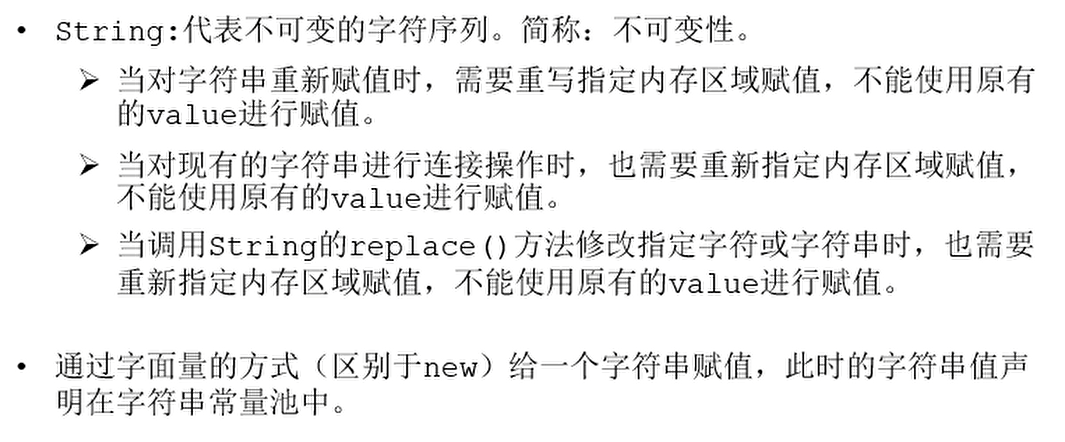 • String:代表不可变的字符序列。简称：不可变性。
➢ 当对字符串重新赋值时，需要重写指定内存区域赋值，不能使用原有
的value进行赋值。
➢ 当对现有的字符串进行连接操作时，也需要重新指定内存区域赋值，
不能使用原有的value进行赋值。
➢ 当调用String的replace()方法修改指定字符或字符串时，也需要
重新指定内存区域赋值，不能使用原有的value进行赋值。
• 通过字面量的方式（区别于new）给一个字符串赋值，此时的字符串值声
明在字符串常量池中。